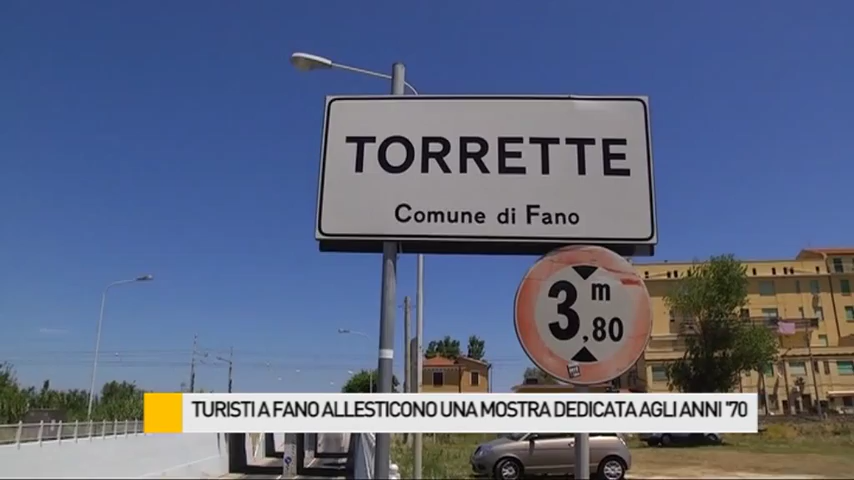 TORRETTE
Comune di Fano
3,80 m
TURISTI A FANO ALLESTICONO UNA MOSTRA DEDICATA AGLI ANNI '70